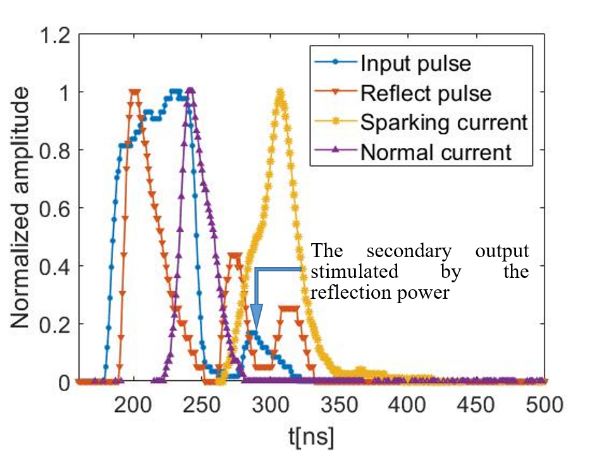 1.2
1
0.8
0.6
0.4
0.2
0
Normalized amplitude
Input pulse
Reflect pulse
Sparking current
Normal current
The secondary output
stimulated by the
reflection power
200 250 300 350 400 450 500
t[ns]